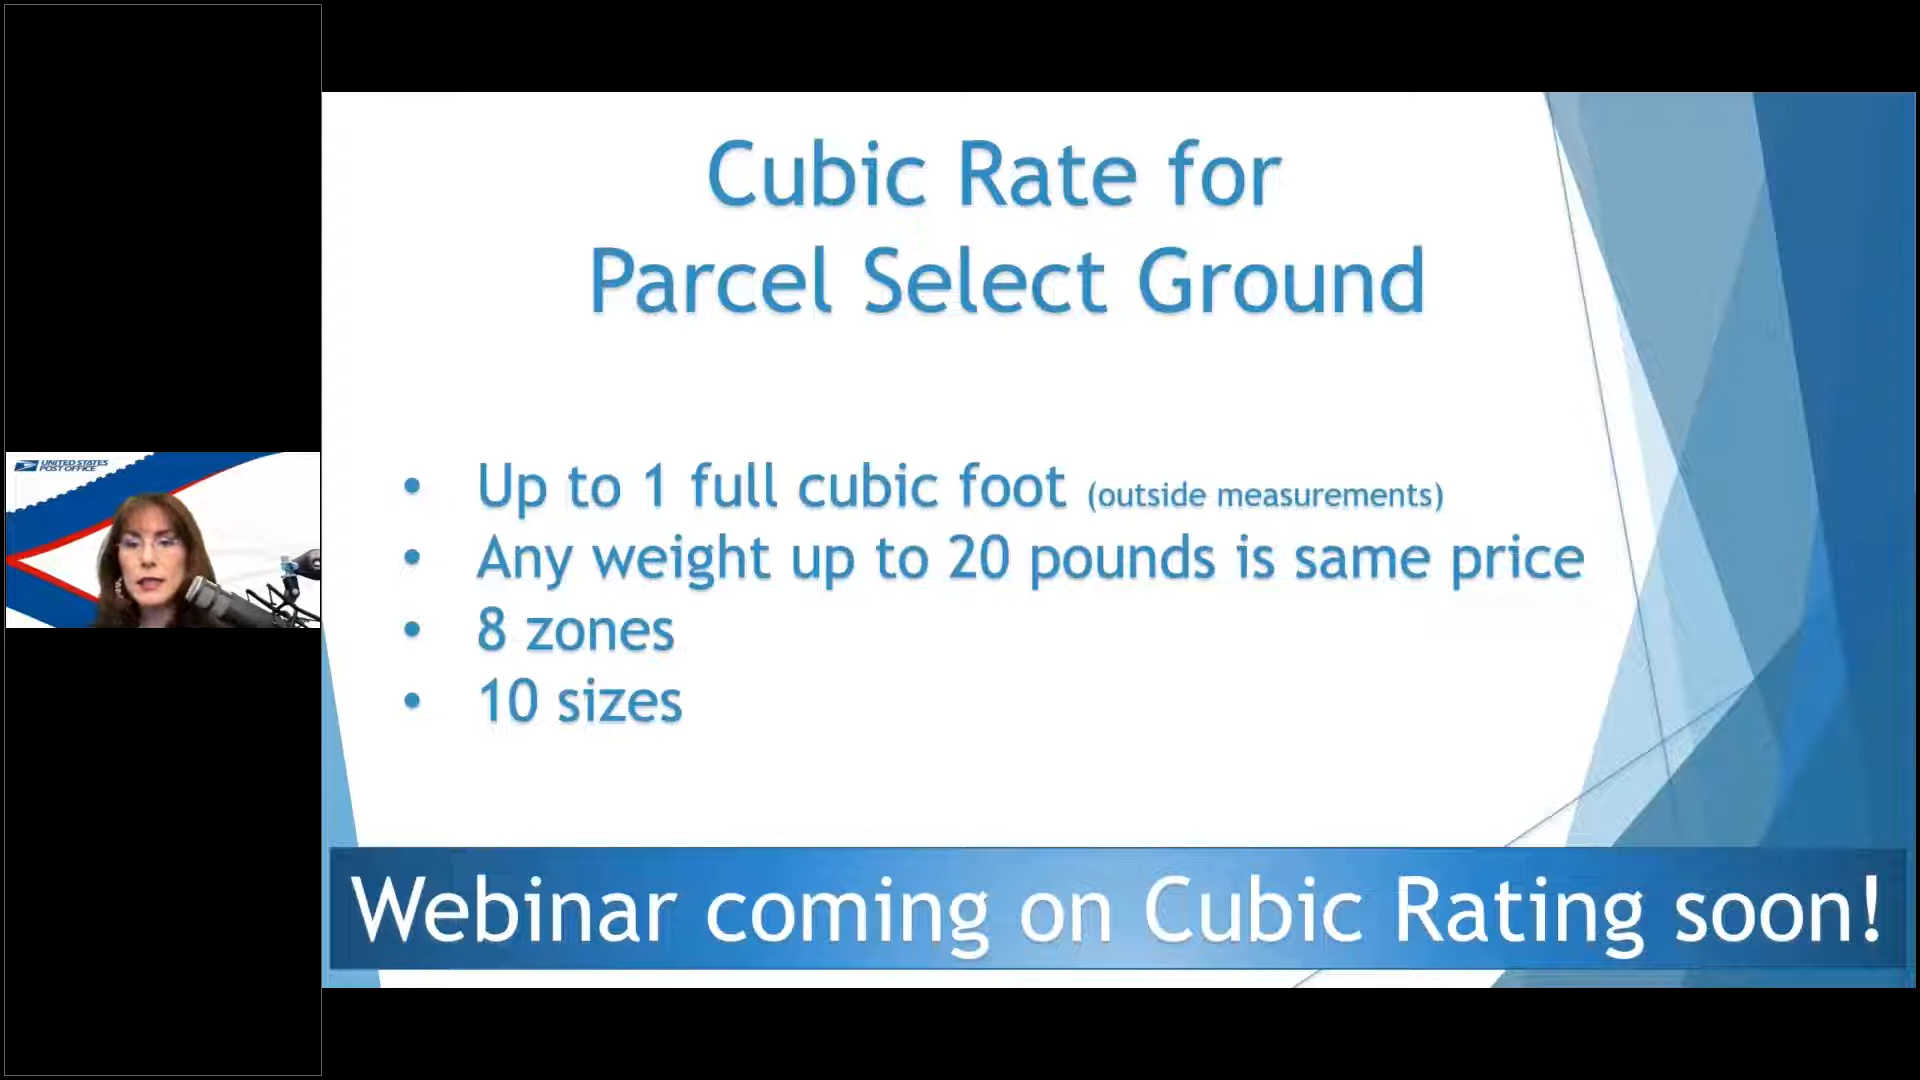 UNITED STATES
POST OFFICE
Cubic Rate for
Parcel Select Ground
• Up to 1 full cubic foot (outside measurements)
• Any weight up to 20 pounds is same price
• 8 zones
• 10 sizes
Webinar coming on Cubic Rating soon!